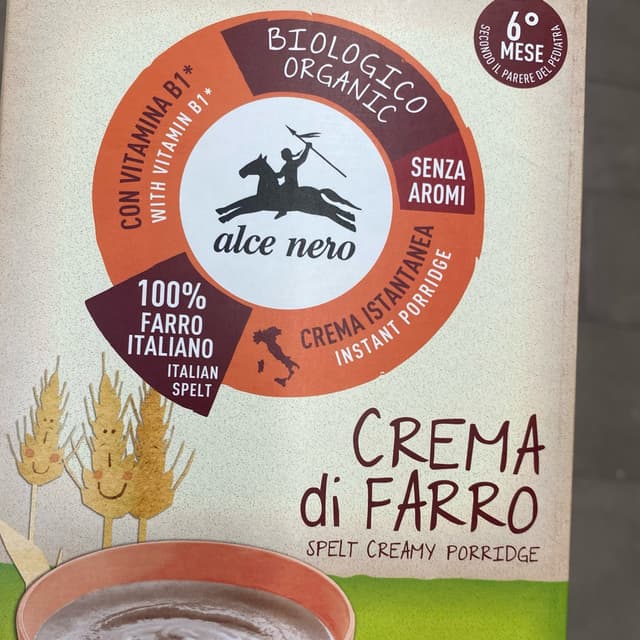 BIOLOGICO
ORGANIC
6°
MESE
SECONDO IL PARERE DEL PEDIATRA
CON VITAMINA B1*
WITH VITAMIN B1*
SENZA
AROMI
alce nero
100%
FARRO
ITALIANO
ITALIAN
SPELT
CREMA ISTANTANEA
INSTANT PORRIDGE
CREMA
di FARRO
SPELT CREAMY PORRIDGE